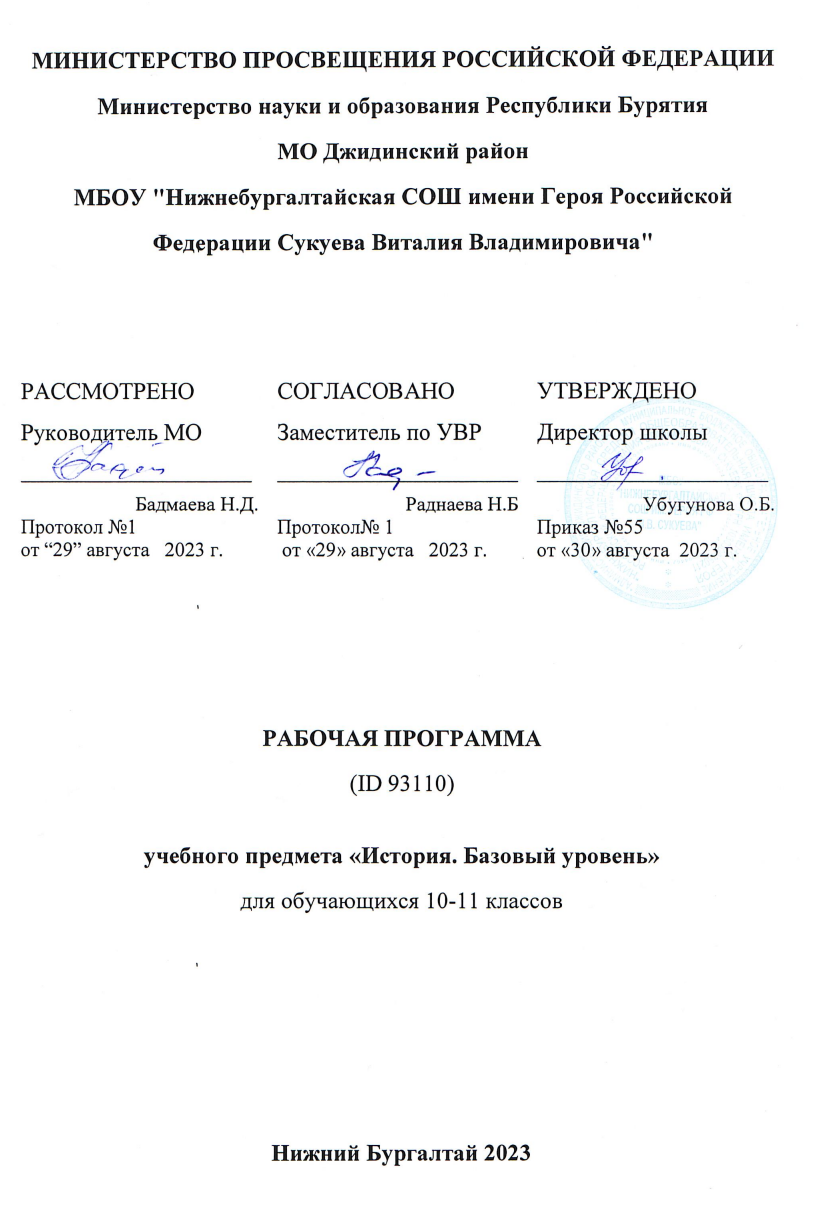 МИНИСТЕРСТВО ПРОСВЕЩЕНИЯ РОССИЙСКОЙ ФЕДЕРАЦИИ
Министерство науки и образования Республики Бурятия
МО Джидинский район
МБОУ "Нижнебургалтайская СОШ имени Героя Российской
Федерации Сукуева Виталия Владимировича"
РАССМОТРЕНО
Руководитель МО
Бадмаева Н.Д.
Протокол №1
от “29” августа 2023 г.
СОГЛАСОВАНО
Заместитель по УВР
Раднаева Н.Б
Протокол№ 1
от «29» августа 2023 г.
УТВЕРЖДЕНО
Директор школы
Убугунова О.Б.
Приказ №55
от «30» августа 2023 г.
РАБОЧАЯ ПРОГРАММА
(ID 93110)
учебного предмета «История. Базовый уровень»
для обучающихся 10-11 классов
Нижний Бургалтай 2023